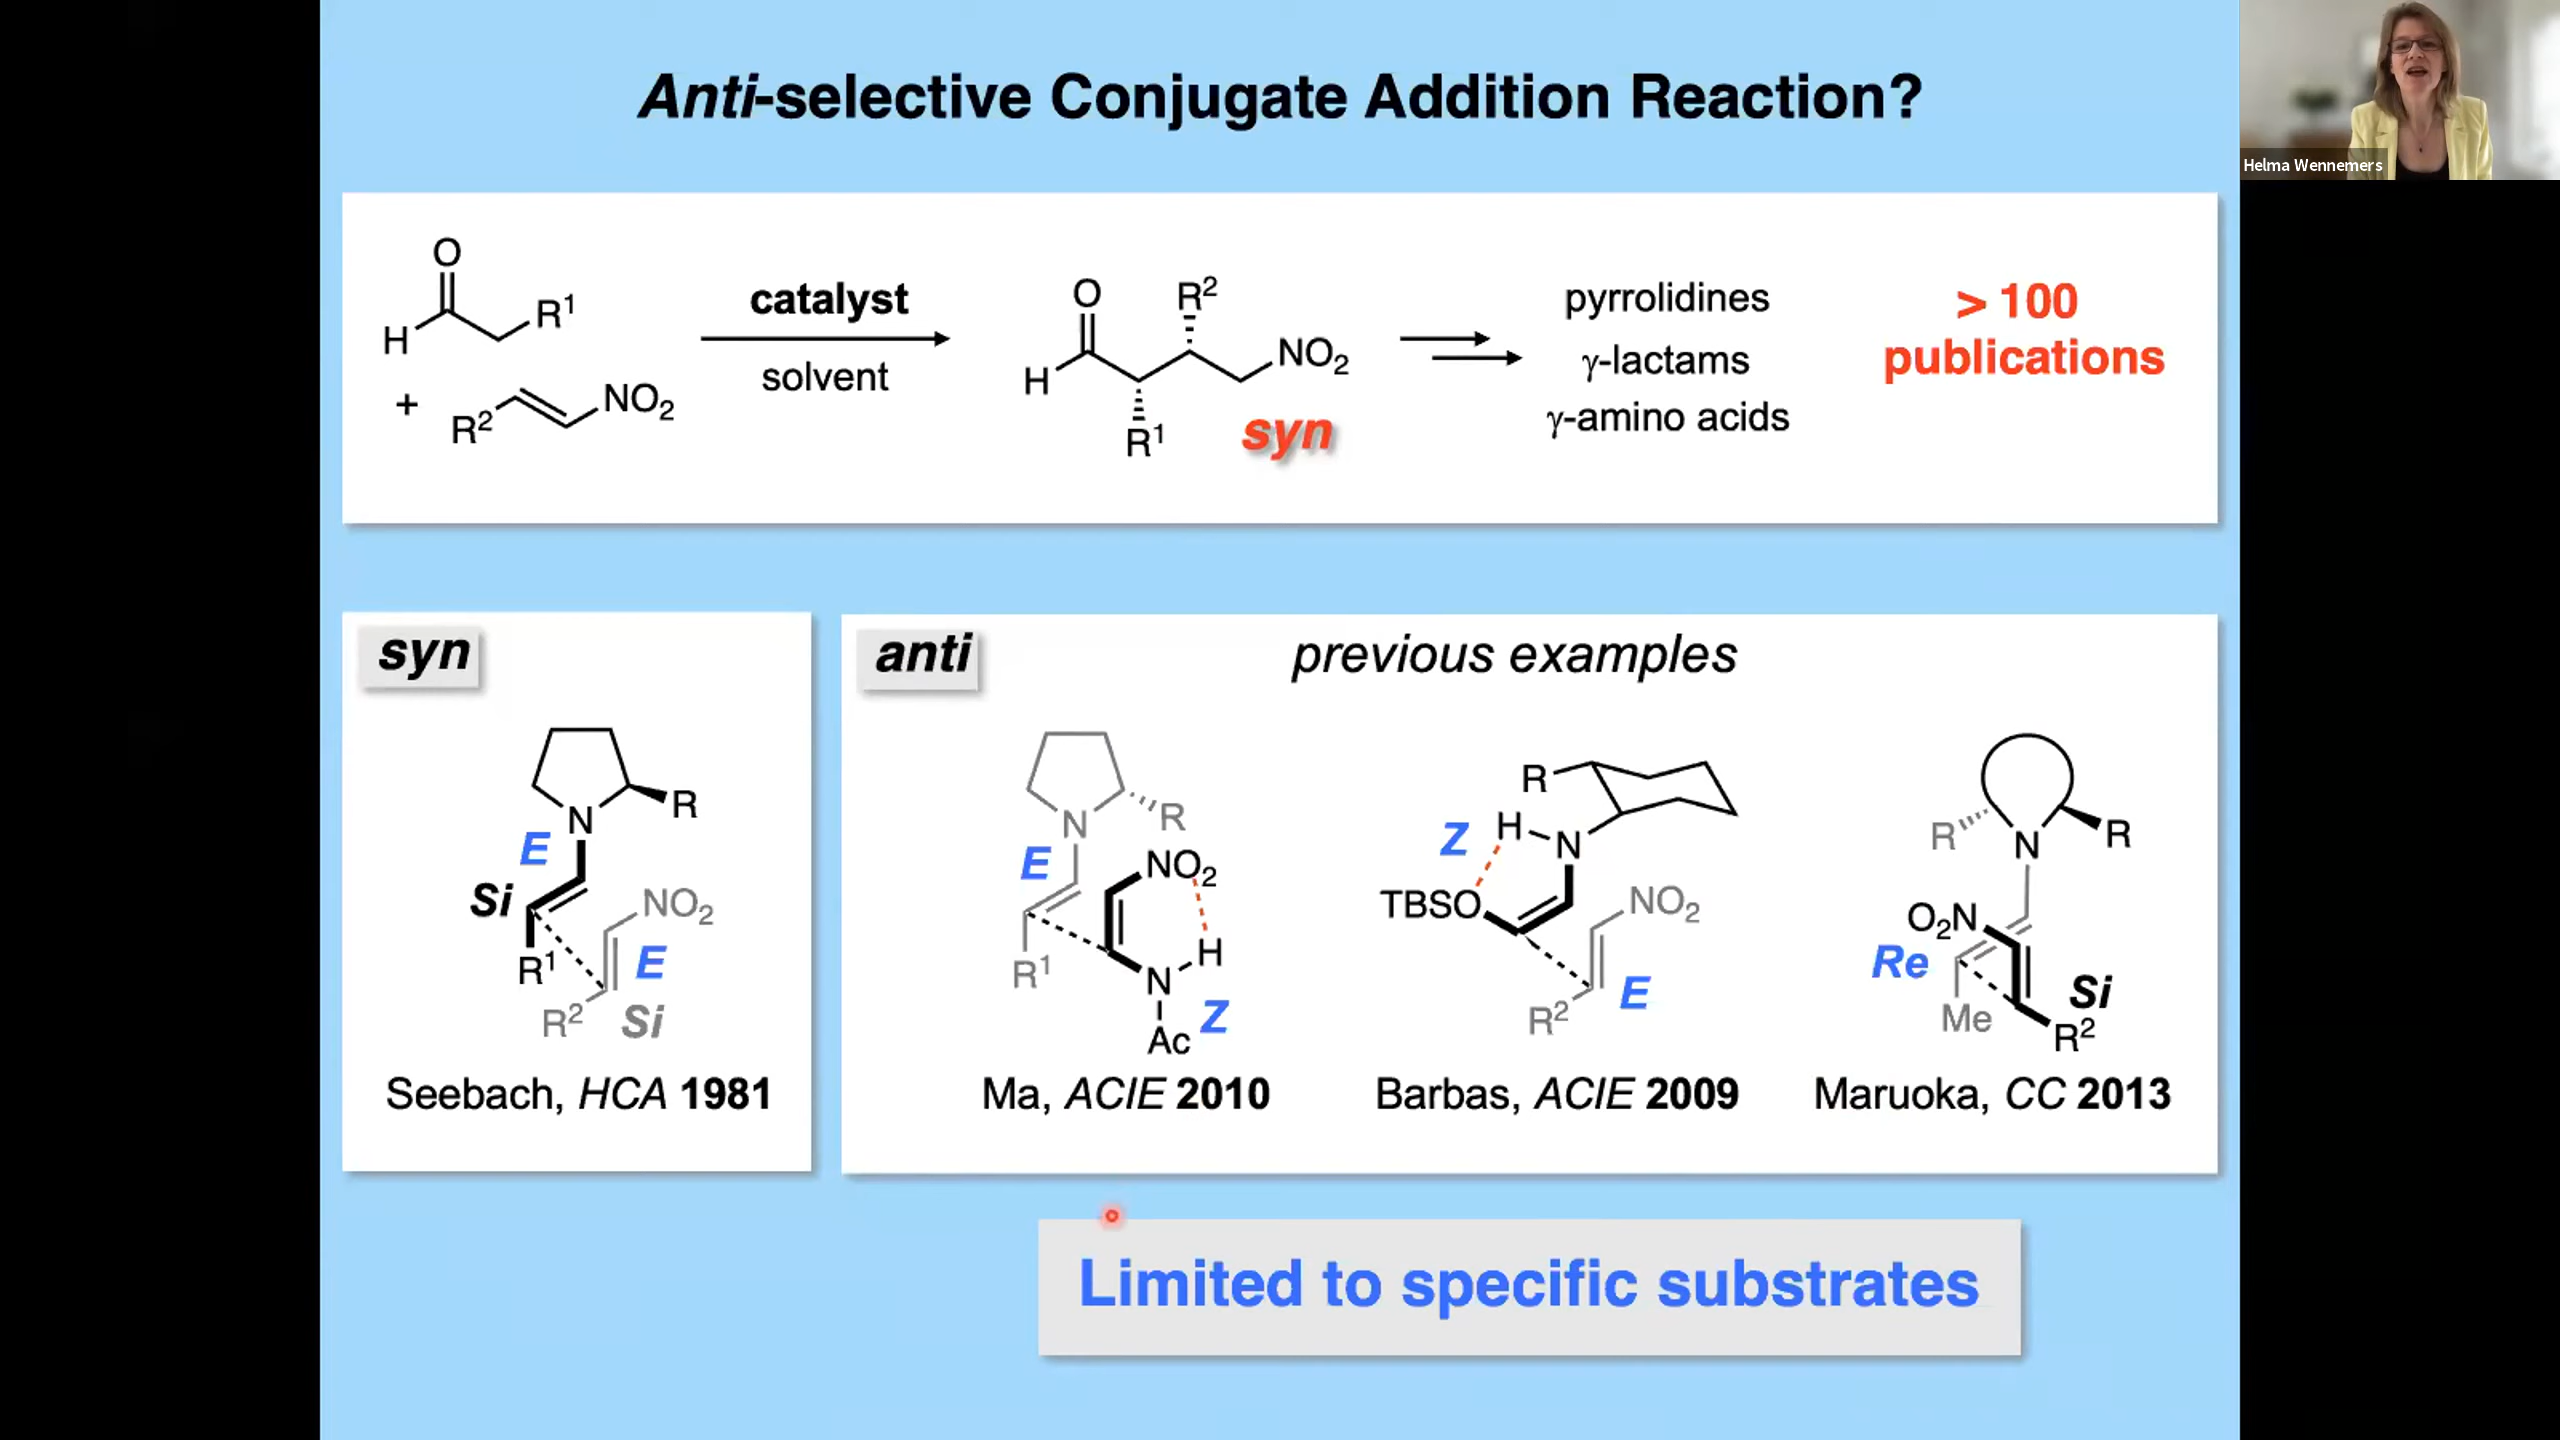 Anti-selective Conjugate Addition Reaction?
Helma Wennemers
O
H
R¹
+
R²
NO₂
catalyst
solvent
O
H
R²
NO₂
R¹
syn
pyrrolidines
γ-lactams
γ-amino acids
> 100
publications
syn
N
R
E
Si
NO₂
R¹
E
R²
Si
Seebach, HCA 1981
anti
previous examples
N
R
E
NO₂
H
R¹
N
Z
Ac
Ma, ACIE 2010
R
Z
H
N
TBSO
NO₂
E
R²
Barbas, ACIE 2009
R
N
R
O₂N
Re
Si
Me
R²
Maruoka, CC 2013
Limited to specific substrates